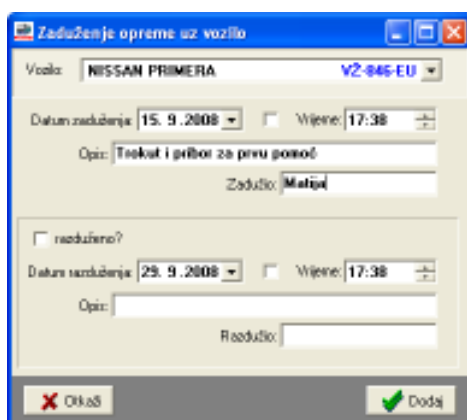 Zaduženje opreme uz vozilo
Vozilo: NISSAN PRIMERA VŽ-846-EU
Datum zaduženja: 15. 9.2008 Vrijeme: 17:38
Opis: Trokut i pribor za prvu pomoć
Zadužio: Matija
razduženo?
Datum razduženja: 29. 9.2008 Vrijeme: 17:38
Opis:
Razdužio:
Otkaži Dodaj